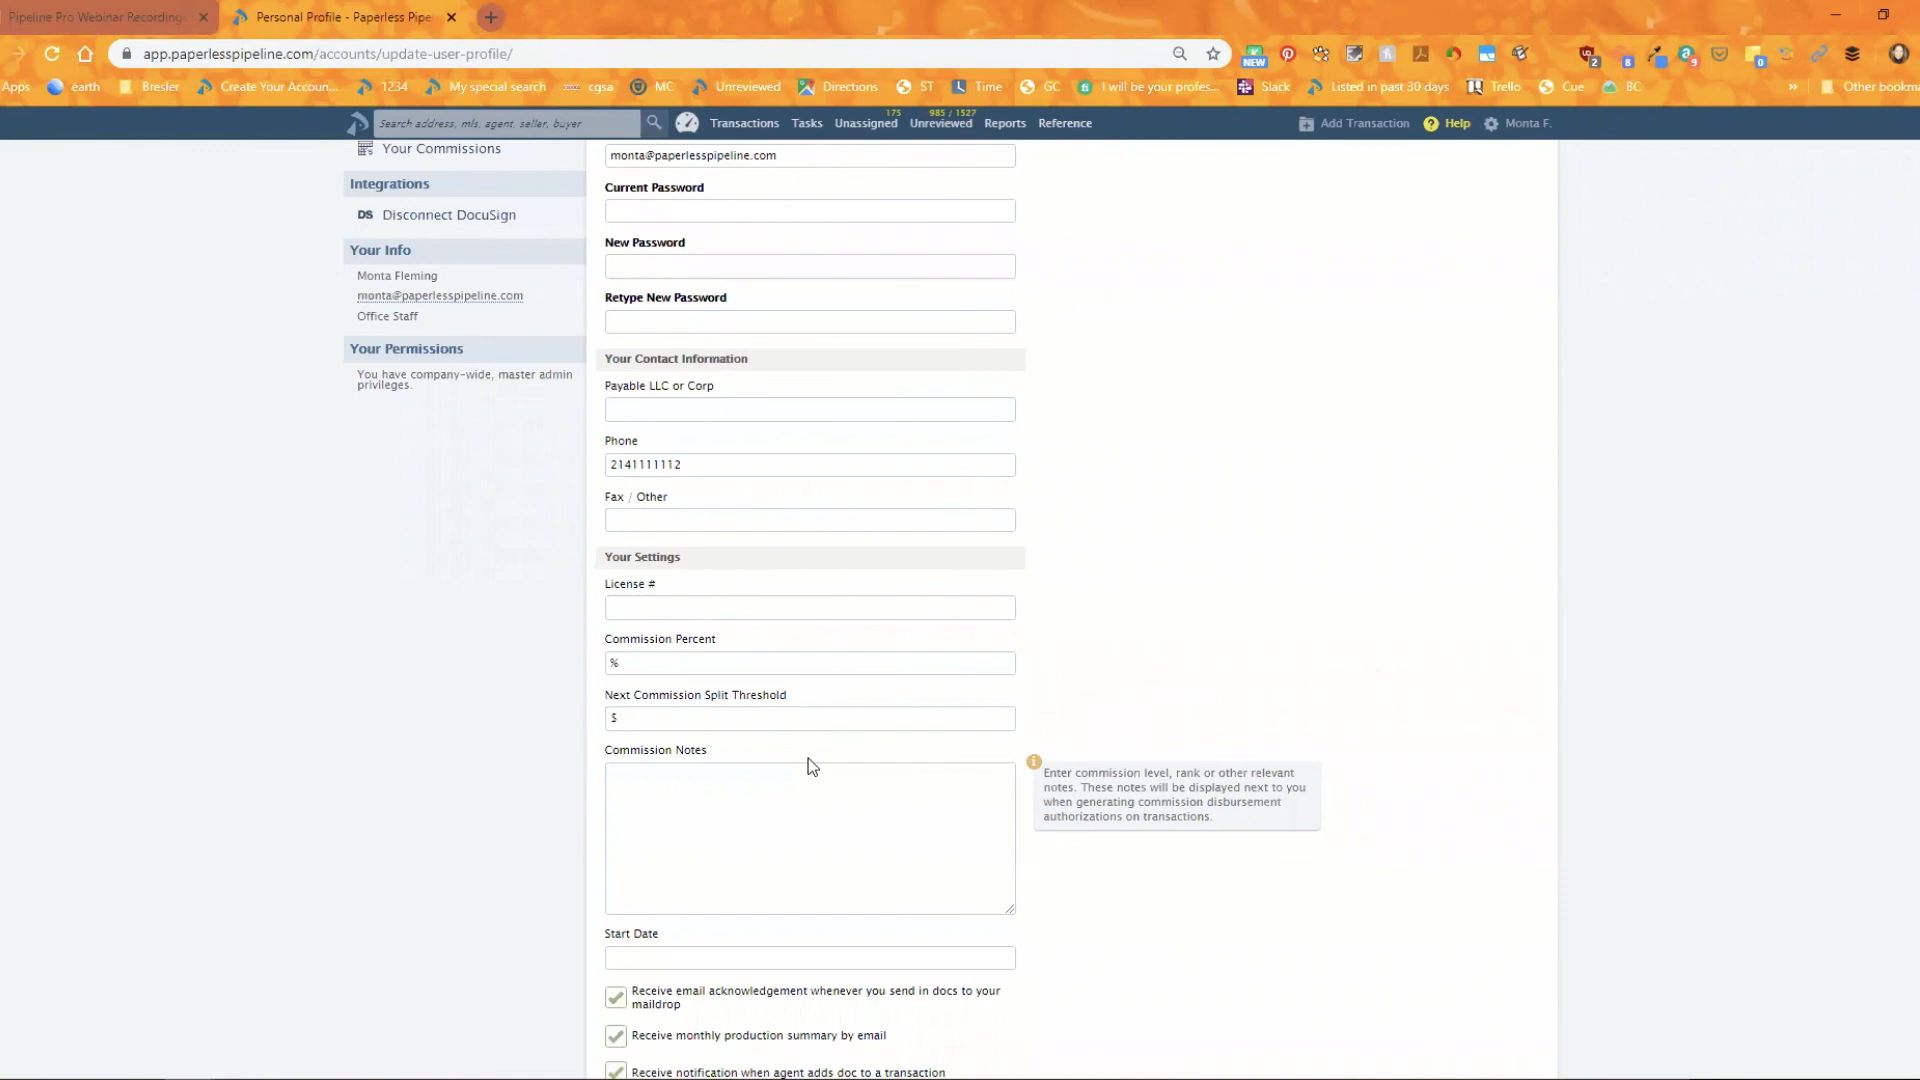 Pipeline Pro Webinar Recordings
Personal Profile - Paperless Pipe
app.paperlesspipeline.com/accounts/update-user-profile/
NEW
2
8
9
0
Apps
earth
Bresler
Create Your Accoun...
1234
My special search
cgsa
MC
Unreviewed
Directions
ST
Time
GC
I will be your profes...
Slack
Listed in past 30 days
Trello
Cue
BC
»
Other bookma
Search address, mls, agent, seller, buyer
Transactions
Tasks
175
Unassigned
985 / 1527
Unreviewed
Reports
Reference
Add Transaction
Help
Monta F.
Your Commissions
Integrations
DS Disconnect DocuSign
Your Info
Monta Fleming
monta@paperlesspipeline.com
Office Staff
Your Permissions
You have company-wide, master admin
privileges.
monta@paperlesspipeline.com
Current Password
New Password
Retype New Password
Your Contact Information
Payable LLC or Corp
Phone
2141111112
Fax / Other
Your Settings
License #
Commission Percent
%
Next Commission Split Threshold
$
Commission Notes
Enter commission level, rank or other relevant
notes. These notes will be displayed next to you
when generating commission disbursement
authorizations on transactions.
Start Date
Receive email acknowledgement whenever you send in docs to your
maildrop
Receive monthly production summary by email
Receive notification when agent adds doc to a transaction